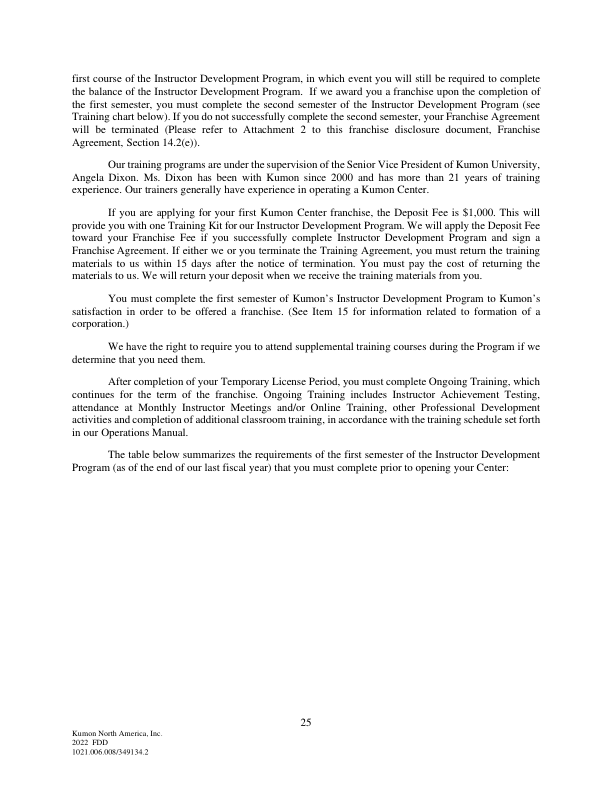 first course of the Instructor Development Program, in which event you will still be required to complete
the balance of the Instructor Development Program.  If we award you a franchise upon the completion of
the first semester, you must complete the second semester of the Instructor Development Program (see
Training chart below). If you do not successfully complete the second semester, your Franchise Agreement
will be terminated (Please refer to Attachment 2 to this franchise disclosure document, Franchise
Agreement, Section 14.2(e)).
Our training programs are under the supervision of the Senior Vice President of Kumon University,
Angela Dixon. Ms. Dixon has been with Kumon since 2000 and has more than 21 years of training
experience. Our trainers generally have experience in operating a Kumon Center.
If you are applying for your first Kumon Center franchise, the Deposit Fee is $1,000. This will
provide you with one Training Kit for our Instructor Development Program. We will apply the Deposit Fee
toward your Franchise Fee if you successfully complete Instructor Development Program and sign a
Franchise Agreement. If either we or you terminate the Training Agreement, you must return the training
materials to us within 15 days after the notice of termination. You must pay the cost of returning the
materials to us. We will return your deposit when we receive the training materials from you.
You must complete the first semester of Kumon's Instructor Development Program to Kumon's
satisfaction in order to be offered a franchise. (See Item 15 for information related to formation of a
corporation.)
We have the right to require you to attend supplemental training courses during the Program if we
determine that you need them.
After completion of your Temporary License Period, you must complete Ongoing Training, which
continues for the term of the franchise. Ongoing Training includes Instructor Achievement Testing,
attendance at Monthly Instructor Meetings and/or Online Training, other Professional Development
activities and completion of additional classroom training, in accordance with the training schedule set forth
in our Operations Manual.
The table below summarizes the requirements of the first semester of the Instructor Development
Program (as of the end of our last fiscal year) that you must complete prior to opening your Center:
25
Kumon North America, Inc.
2022  FDD
1021.006.008/349134.2